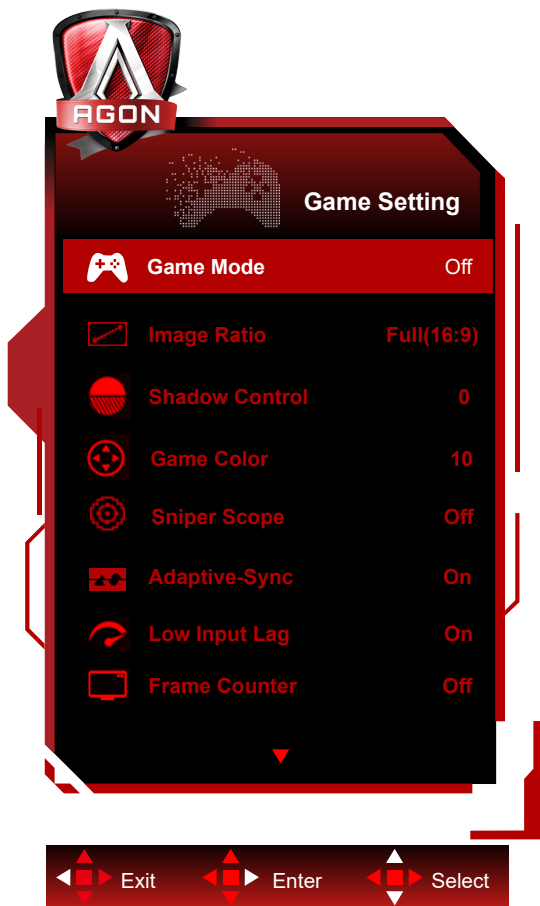 AGON
Game Setting
Game Mode Off
Image Ratio Full(16:9)
Shadow Control 0
Game Color 10
Sniper Scope Off
Adaptive-Sync On
Low Input Lag On
Frame Counter Off
Exit Enter Select